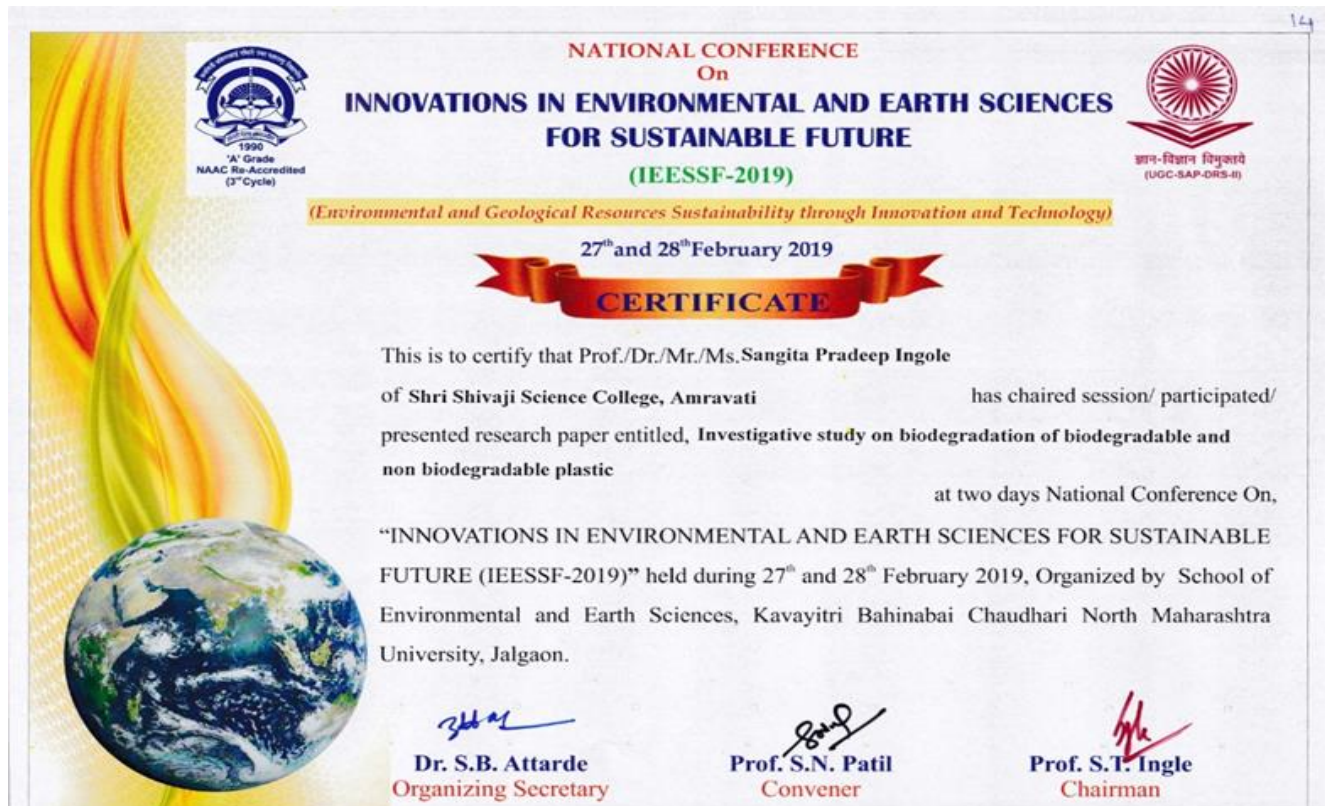 14
NATIONAL CONFERENCE
On
INNOVATIONS IN ENVIRONMENTAL AND EARTH SCIENCES
FOR SUSTAINABLE FUTURE
(IEESSF-2019)
(Environmental and Geological Resources Sustainability through Innovation and Technology)
27th and 28th February 2019
CERTIFICATE
1990
'A' Grade
NAAC Re-Accredited
(3rd Cycle)
ज्ञान-विज्ञान विमुक्तये
(UGC-SAP-DRS-II)
This is to certify that Prof./Dr./Mr./Ms. Sangita Pradeep Ingole
of Shri Shivaji Science College, Amravati has chaired session/ participated/
presented research paper entitled, Investigative study on biodegradation of biodegradable and
non biodegradable plastic
at two days National Conference On,
“INNOVATIONS IN ENVIRONMENTAL AND EARTH SCIENCES FOR SUSTAINABLE
FUTURE (IEESSF-2019)” held during 27th and 28th February 2019, Organized by School of
Environmental and Earth Sciences, Kavayitri Bahinabai Chaudhari North Maharashtra
University, Jalgaon.
Dr. S.B. Attarde
Organizing Secretary
Prof. S.N. Patil
Convener
Prof. S.T. Ingle
Chairman